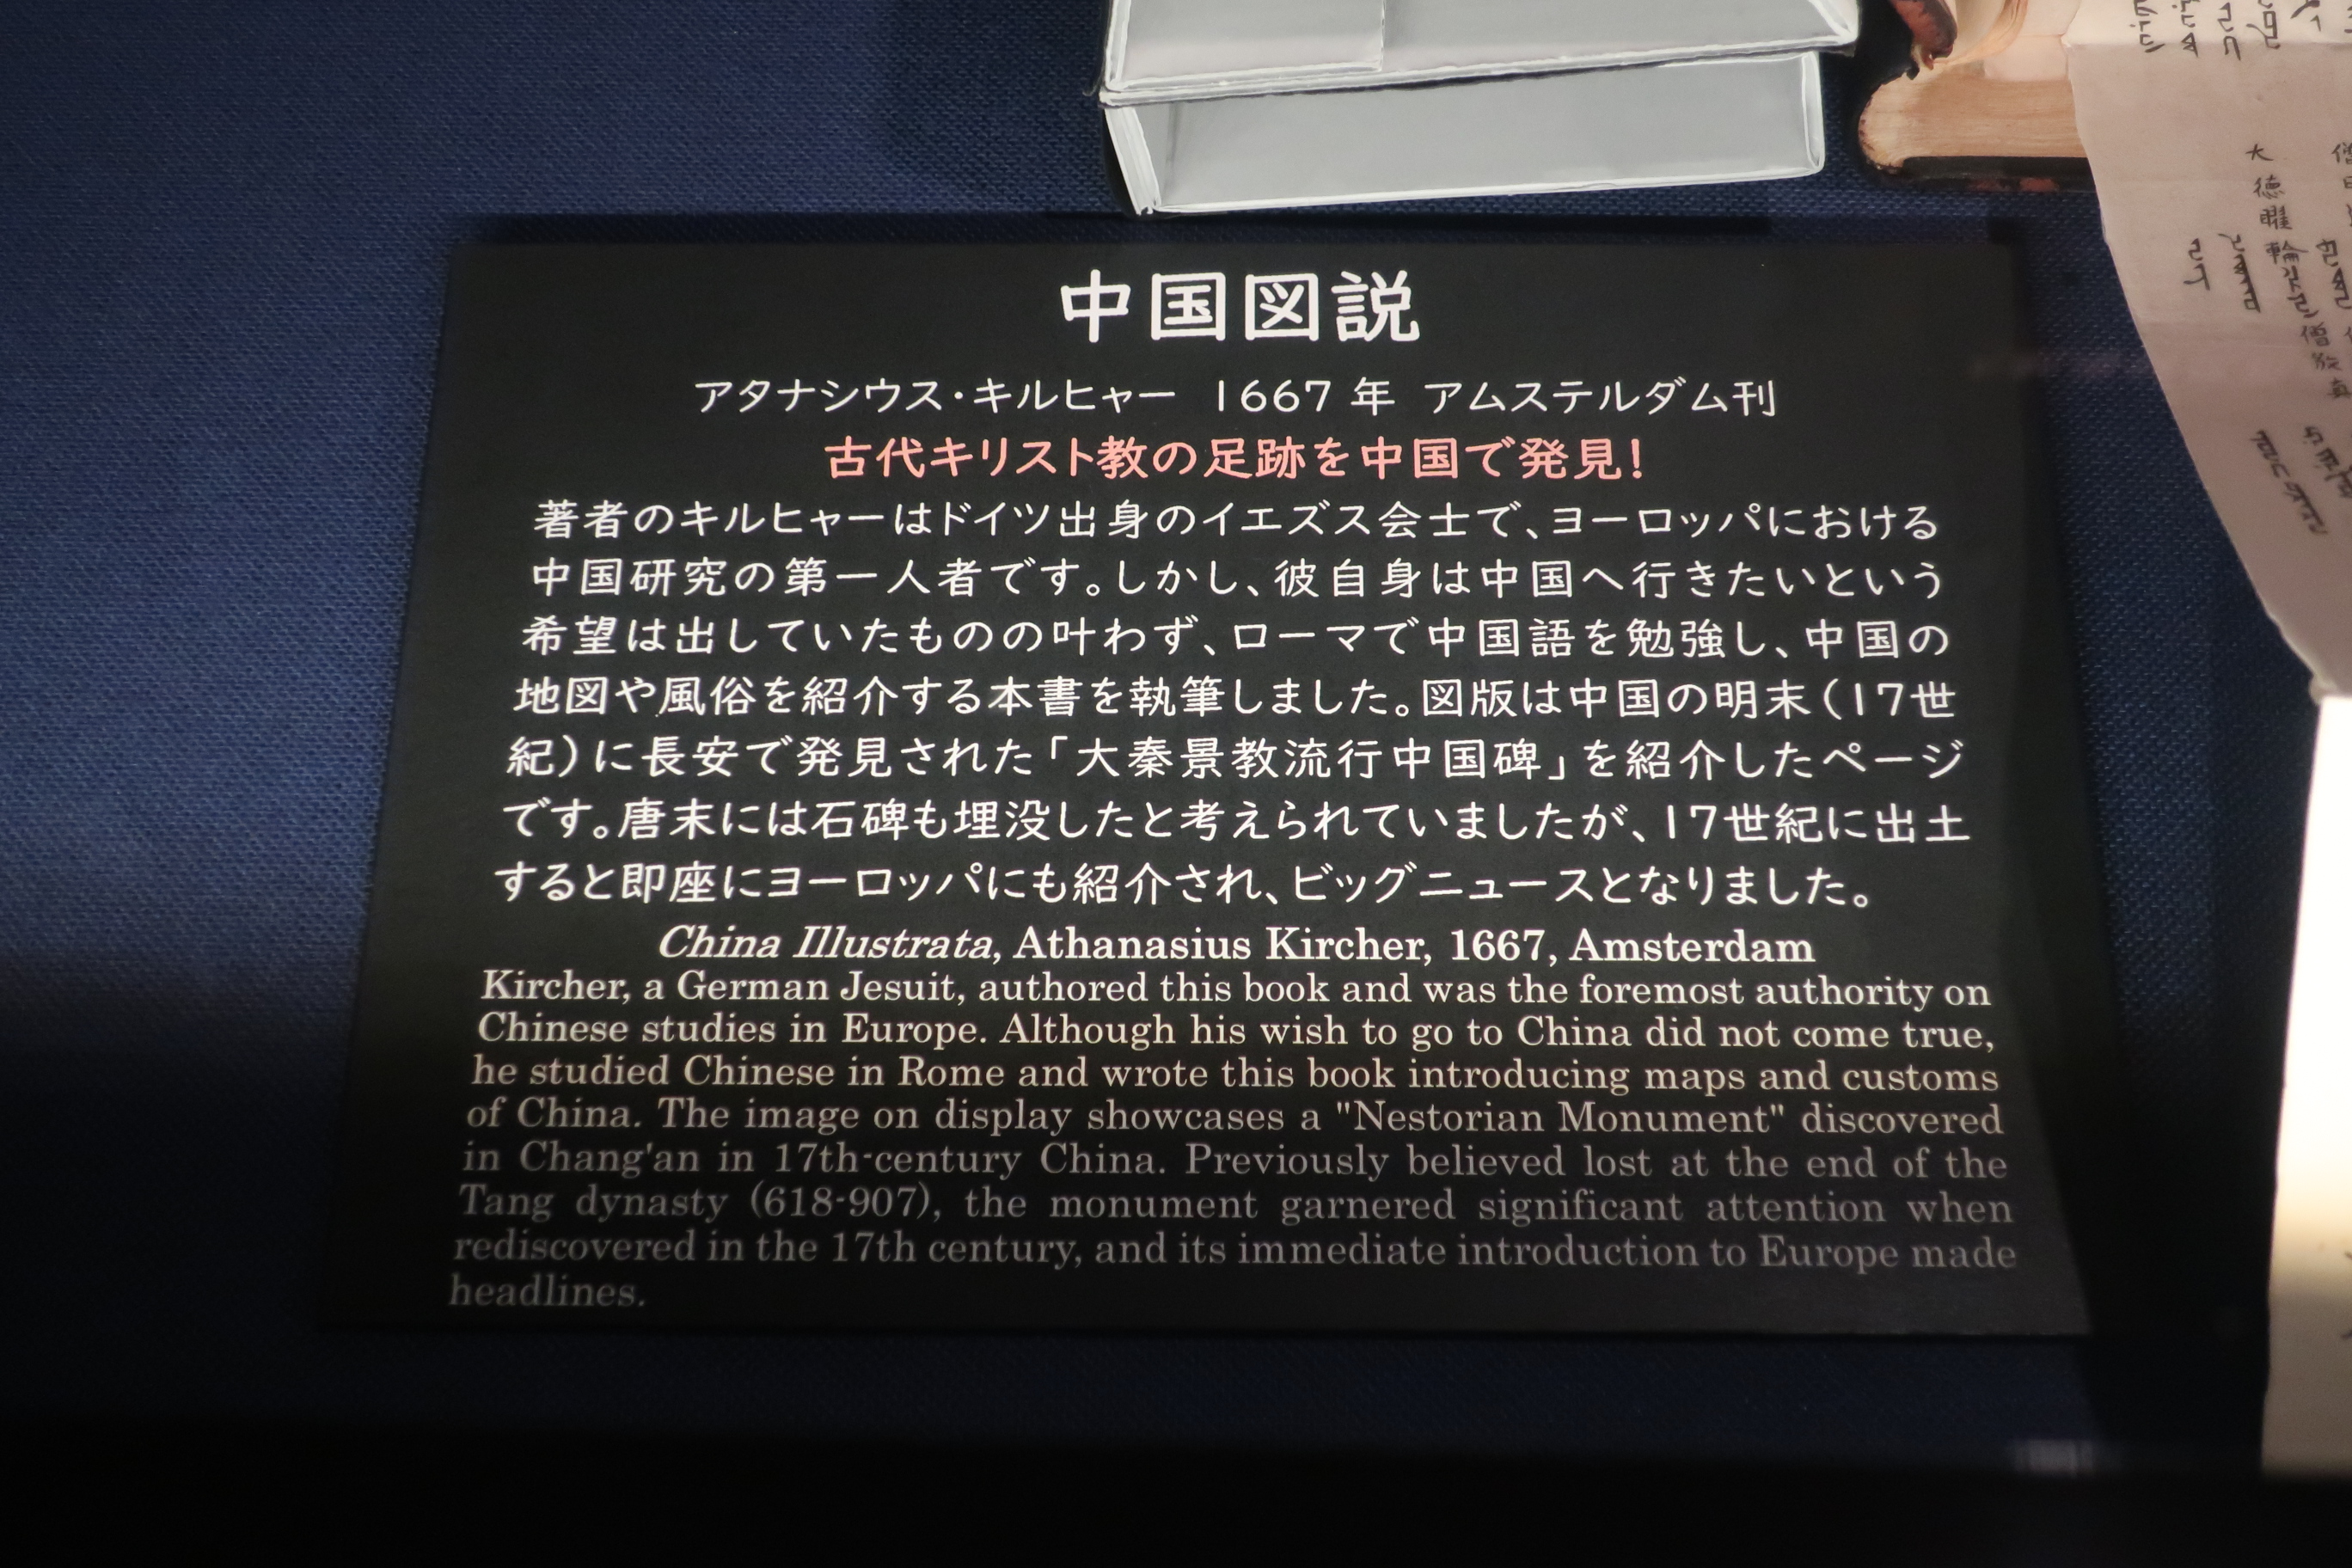 中国図説
アタナシウス・キルヒャー 1667 年 アムステルダム刊
古代キリスト教の足跡を中国で発見!
著者のキルヒャーはドイツ出身のイエズス会士で、ヨーロッパにおける
中国研究の第一人者です。しかし、彼自身は中国へ行きたいという
希望は出していたものの叶わず、ローマで中国語を勉強し、中国の
地図や風俗を紹介する本書を執筆しました。図版は中国の明末(17世
紀)に長安で発見された「大秦景教流行中国碑」を紹介したページ
です。唐末には石碑も埋没したと考えられていましたが、17世紀に出土
すると即座にヨーロッパにも紹介され、ビッグニュースとなりました。
China Illustrata, Athanasius Kircher, 1667, Amsterdam
Kircher, a German Jesuit, authored this book and was the foremost authority on
Chinese studies in Europe. Although his wish to go to China did not come true,
he studied Chinese in Rome and wrote this book introducing maps and customs
of China. The image on display showcases a "Nestorian Monument" discovered
in Chang'an in 17th-century China. Previously believed lost at the end of the
Tang dynasty (618-907), the monument garnered significant attention when
rediscovered in the 17th century, and its immediate introduction to Europe made
headlines.
大德曜輪